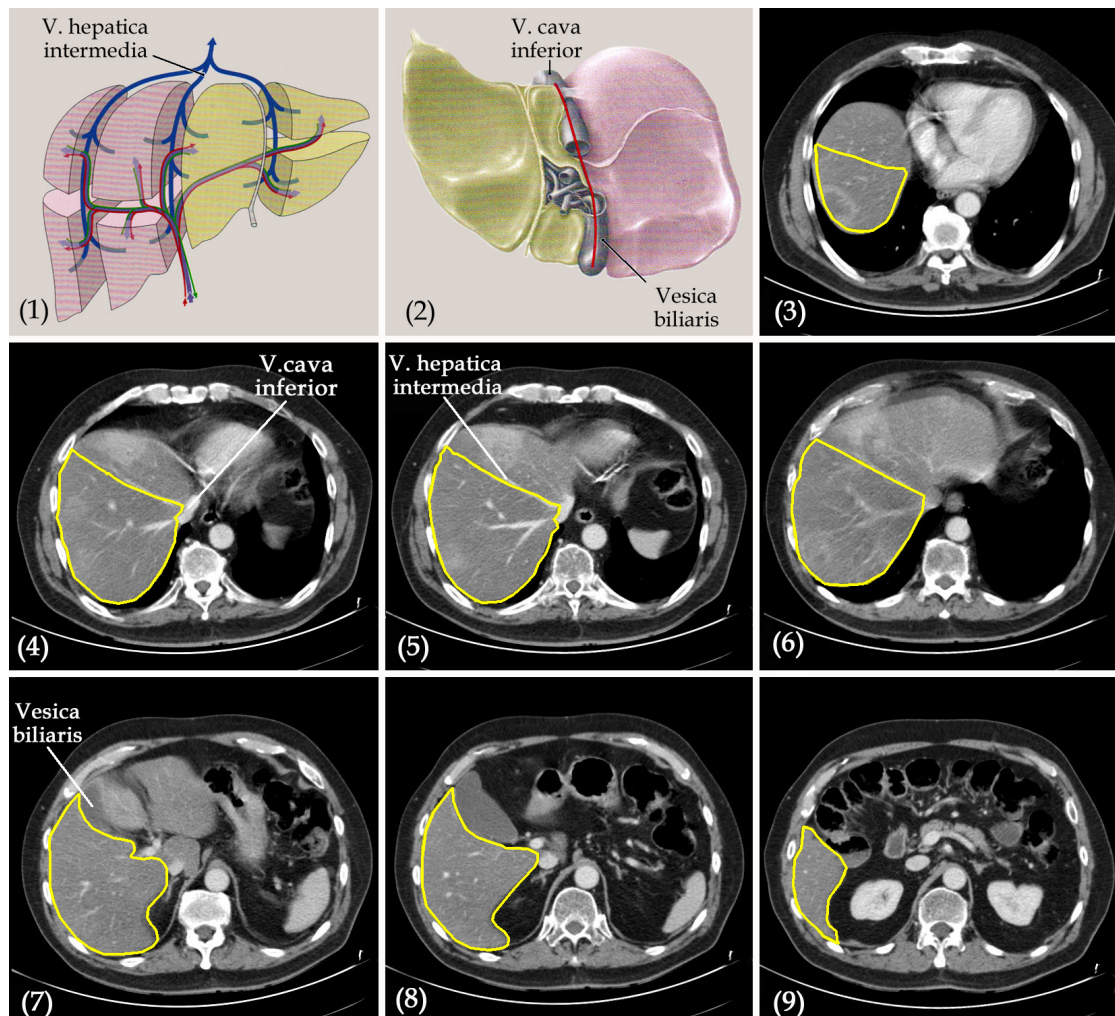 V. hepatica
intermedia
(1)
V. cava
inferior
Vesica
biliaris
(2)
(3)
V.cava
inferior
(4)
V. hepatica
intermedia
(5)
(6)
Vesica
biliaris
(7)
(8)
(9)